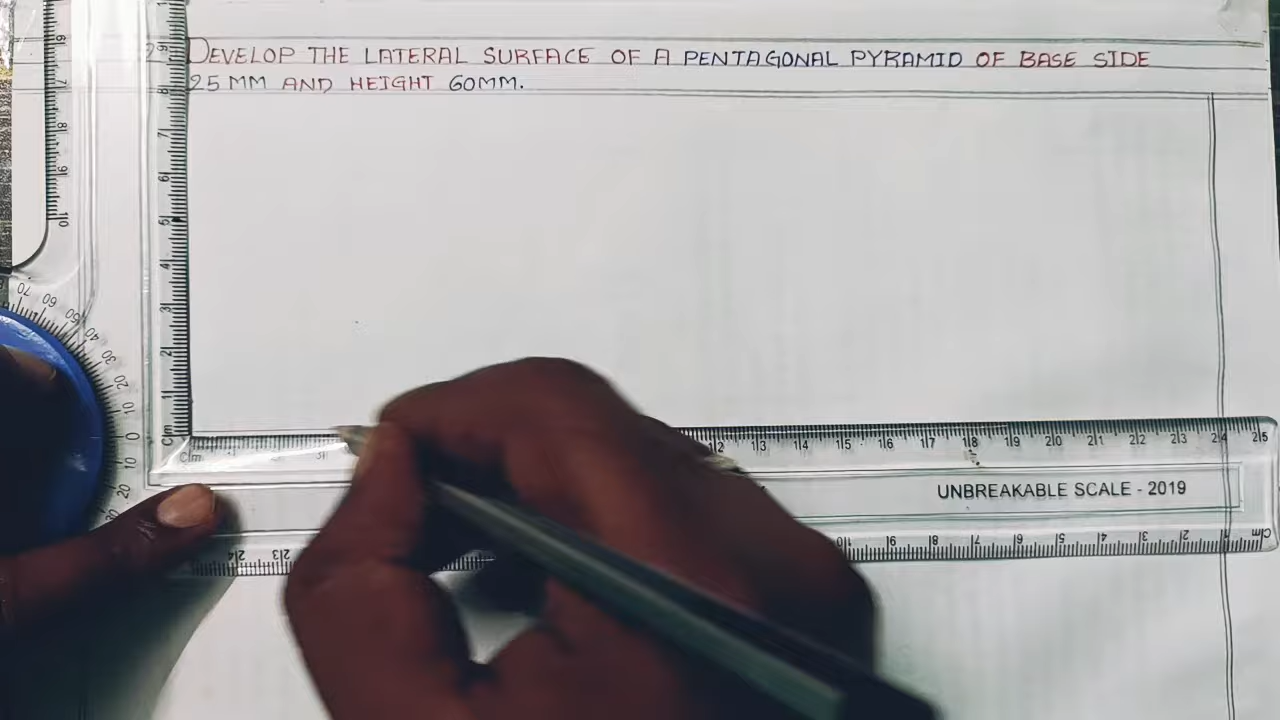 DEVELOP THE LATERAL SURFACE OF A PENTAGONAL PYRAMID OF BASE SIDE
25 MM AND HEIGHT 60MM.
UNBREAKABLE SCALE - 2019